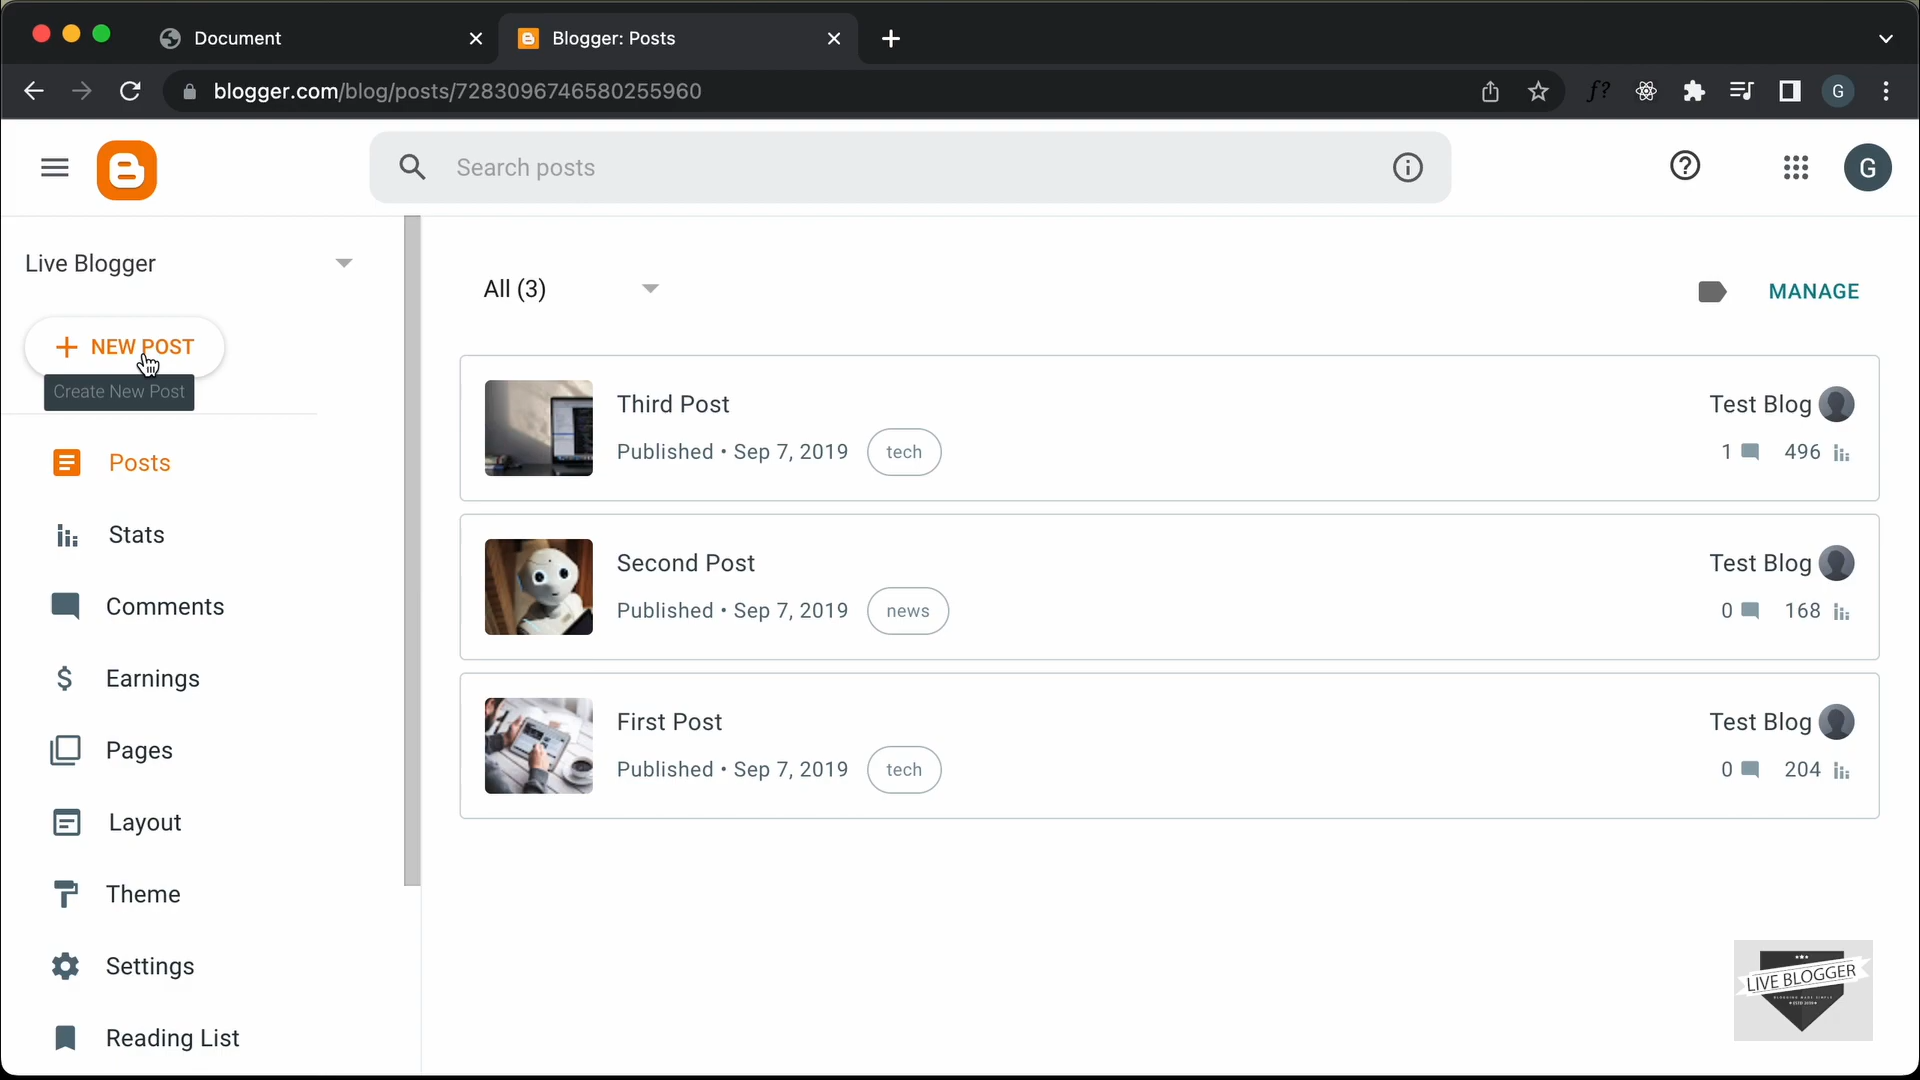 Document
Blogger: Posts
blogger.com/blog/posts/7283096746580255960
f?
G
Search posts
G
Live Blogger
NEW POST
Create New Post
Posts
Stats
Comments
Earnings
Pages
Layout
Theme
Settings
Reading List
All (3)
MANAGE
Third Post
Test Blog
Published • Sep 7, 2019 tech
1 496
Second Post
Test Blog
Published • Sep 7, 2019 news
0 168
First Post
Test Blog
Published • Sep 7, 2019 tech
0 204
LIVE BLOGGER
BLOGGING MADE SIMPLE